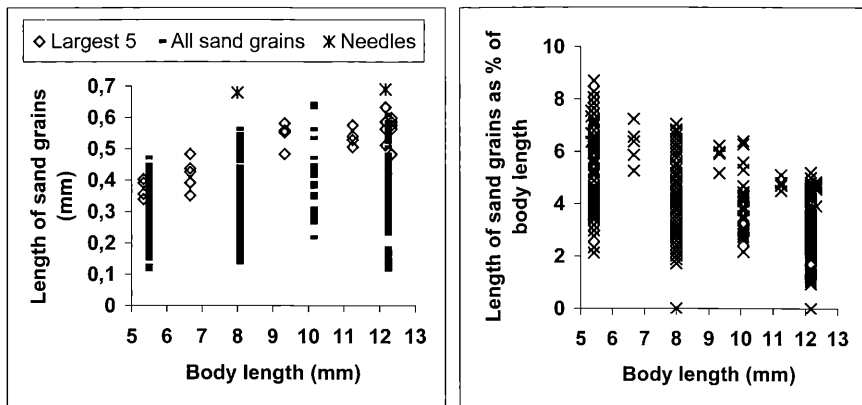 ◇ Largest 5 - All sand grains ж Needles
Length of sand grains
(mm)
0,7
0,6
0,5
0,4
0,3
0,2
0,1
0
5 6 7 8 9 10 11 12 13
Body length (mm)
Length of sand grains as % of
body length
10
8
6
4
2
0
5 6 7 8 9 10 11 12 13
Body length (mm)